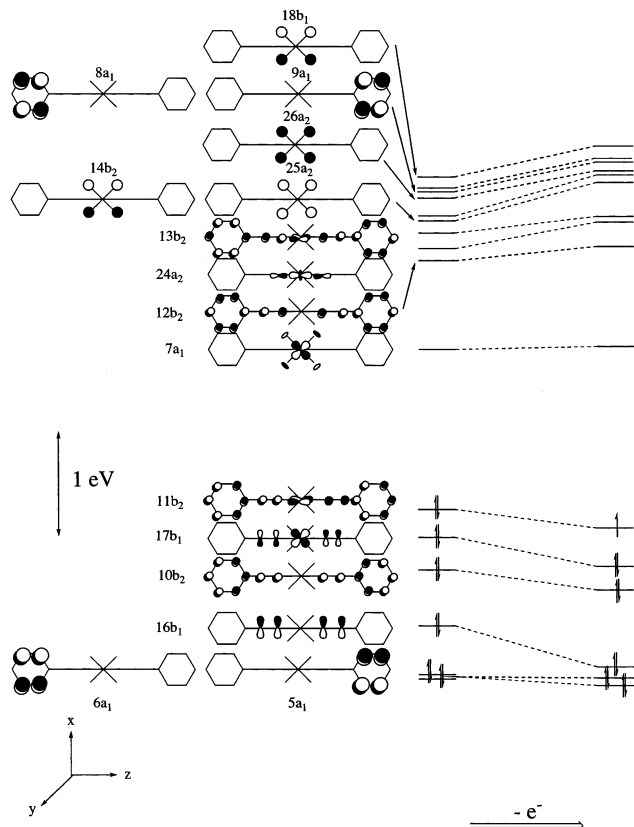 18b₁
8a₁ 9a₁
26a₂
14b₂ 25a₂
13b₂
24a₂
12b₂
7a₁
1 eV
11b₂
17b₁
10b₂
16b₁
6a₁ 5a₁
x
z
y
- e⁻